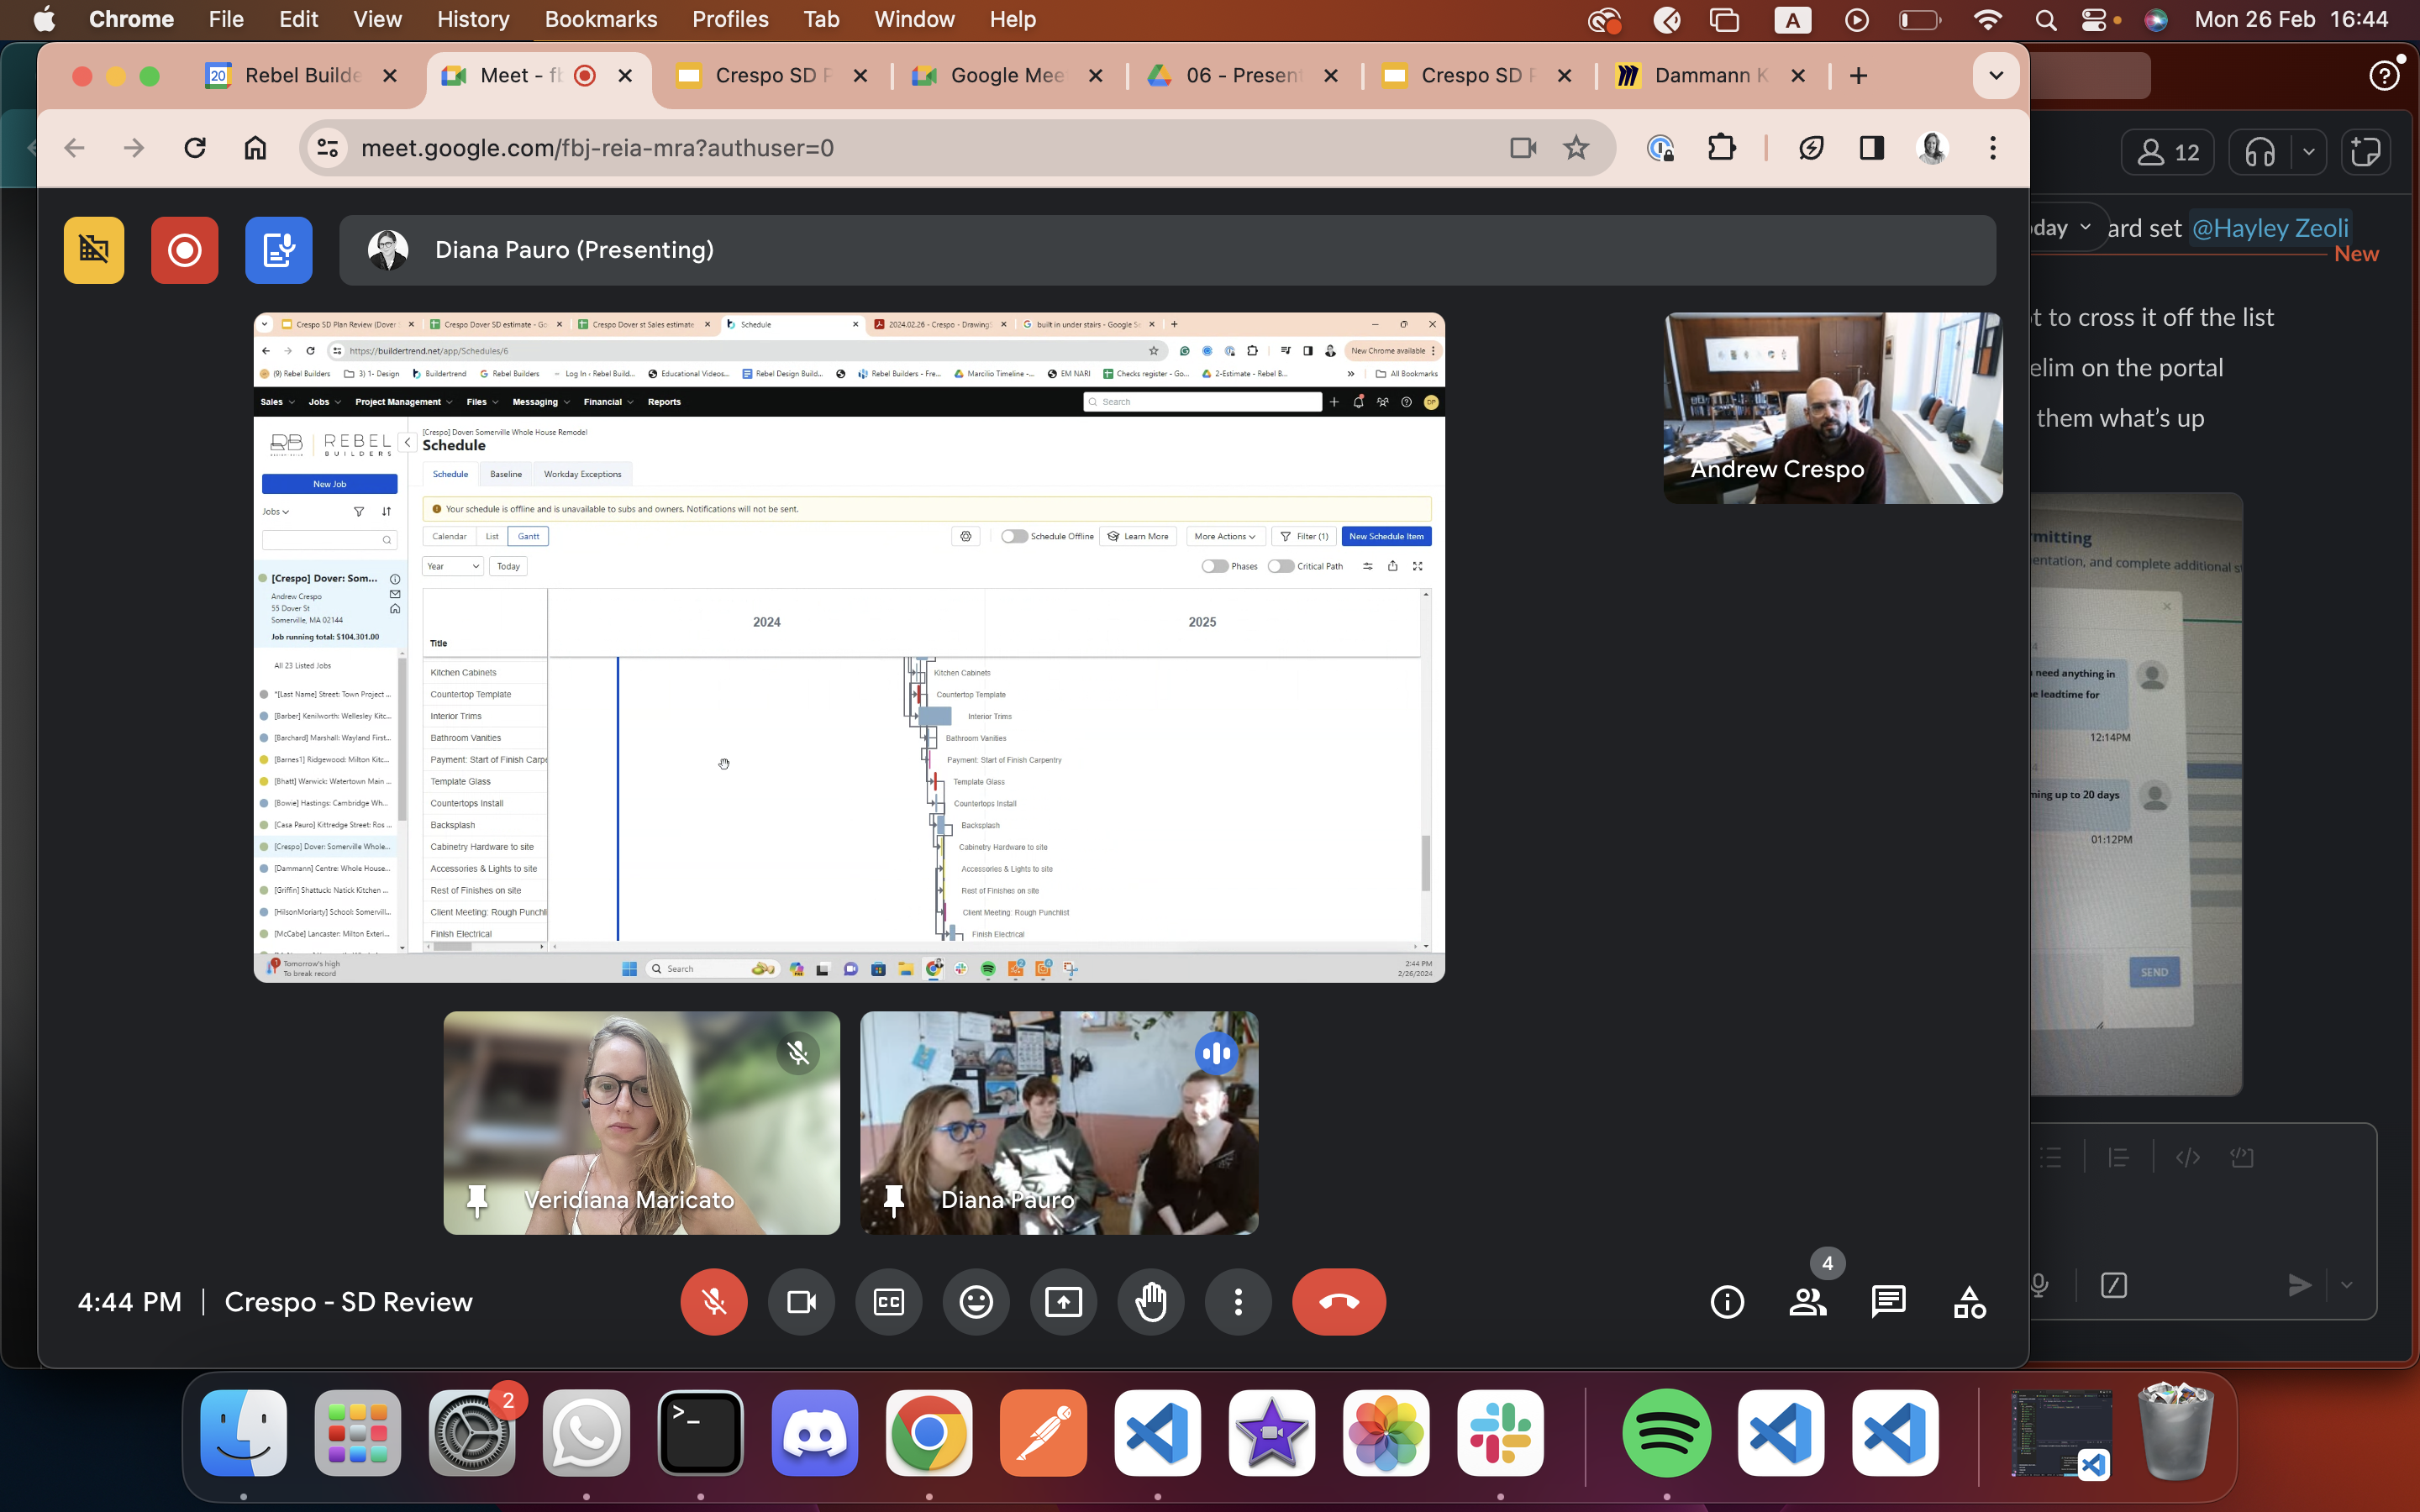 Chrome File Edit View History Bookmarks Profiles Tab Window Help
A
Mon 26 Feb 16:44
Rebel Builde
Meet - fb
Crespo SD P
Google Mee
06 - Present
Crespo SD P
Dammann K
meet.google.com/fbj-reia-mra?authuser=0
Diana Pauro (Presenting)
Crespo SD Plan Review (Dover
Crespo Dover SD estimate - Go
Crespo Dover st Sales estimate
Schedule
2024.02.26 - Crespo - Drawing
built in under stairs - Google Se
https://buildertrend.net/app/Schedules/6
New Chrome available
(9) Rebel Builders
3) 1- Design
Buildertrend
Rebel Builders
Log In › Rebel Build...
Educational Videos...
Rebel Design Build...
Rebel Builders - Fre...
Marcilio Timeline -...
EM NARI
Checks register - Go...
2-Estimate - Rebel B...
All Bookmarks
Sales Jobs Project Management Files Messaging Financial Reports
Search
DP
RB REBEL
BUILDERS
New Job
Jobs
[Crespo] Dover: Som...
Andrew Crespo
55 Dover St
Somerville, MA 02144
Job running total: $104,301.00
All 23 Listed Jobs
*[Last Name] Street: Town Project ...
[Barber] Kenilworth: Wellesley Kitc...
[Barchard] Marshall: Wayland First...
[Barnes1] Ridgewood: Milton Kitc...
[Bhatt] Warwick: Watertown Main ...
[Bowie] Hastings: Cambridge Wh...
[Casa Pauro] Kittredge Street: Ros ...
[Crespo] Dover: Somerville Whole...
[Dammann] Centre: Whole House...
[Griffin] Shattuck: Natick Kitchen ...
[HilsonMoriarty] School: Somervill...
[McCabe] Lancaster: Milton Exteri...
[Crespo] Dover: Somerville Whole House Remodel
Schedule
Schedule Baseline Workday Exceptions
Your schedule is offline and is unavailable to subs and owners. Notifications will not be sent.
Calendar List Gantt
Schedule Offline
Learn More
More Actions
Filter (1)
New Schedule Item
Year
Today
Phases
Critical Path
2024
2025
Title
Kitchen Cabinets
Kitchen Cabinets
Countertop Template
Countertop Template
Interior Trims
Interior Trims
Bathroom Vanities
Bathroom Vanities
Payment: Start of Finish Carpe
Payment: Start of Finish Carpentry
Template Glass
Template Glass
Countertops Install
Countertops Install
Backsplash
Backsplash
Cabinetry Hardware to site
Cabinetry Hardware to site
Accessories & Lights to site
Accessories & Lights to site
Rest of Finishes on site
Rest of Finishes on site
Client Meeting: Rough Punchli
Client Meeting: Rough Punchlist
Finish Electrical
Finish Electrical
1
Tomorrow's high
To break record
Search
2:44 PM
2/26/2024
Andrew Crespo
Veridiana Maricato
Diana Pauro
4:44 PM | Crespo - SD Review
CC
4
12
day
ard set @Hayley Zeoli
New
t to cross it off the list
elim on the portal
them what's up
mitting
entation, and complete additional s
need anything in
e leadtime for
12:14PM
ming up to 20 days
01:12PM
SEND
2